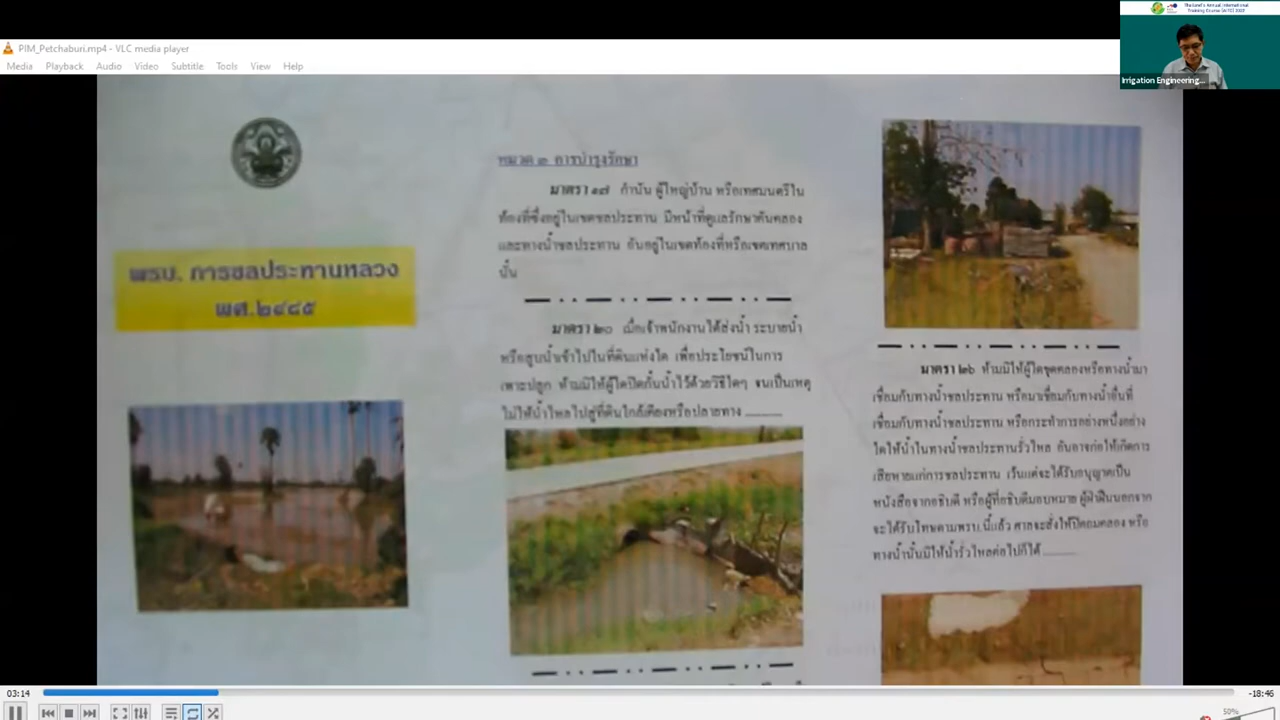 The GreeF's Annual International
Training Course (AITC) 2022
PIM_Petchaburi.mp4 - VLC media player
Media Playback Audio Video Subtitle Tools View Help
Irrigation Engineering...
พรบ. การชลประทานหลวง
พศ.๒๔๘๕
หมวด ๓ การบำรุงรักษา
มาตรา ๑๗ กำนัน ผู้ใหญ่บ้าน หรือเทศมนตรีใน
ท้องที่ซึ่งอยู่ในเขตชลประทาน มีหน้าที่ดูแลรักษาคันคลอง
และทางน้ำชลประทาน อันอยู่ในเขตท้องที่หรือเขตเทศบาล
นั้น
มาตรา ๒๐ เมื่อเจ้าพนักงานได้ส่งน้ำ ระบายน้ำ
หรือสูบน้ำเข้าไปในที่ดินแห่งใด เพื่อประโยชน์ในการ
เพาะปลูก ห้ามมิให้ผู้ใดปิดกั้นน้ำไว้ด้วยวิธีใดๆ จนเป็นเหตุ
ไม่ให้น้ำไหลไปสู่ที่ดินใกล้เคียงหรือปลายทาง ............
มาตรา ๒๖ ห้ามมิให้ผู้ใดขุดคลองหรือทางน้ำมา
เชื่อมกับทางน้ำชลประทาน หรือมาเชื่อมกับทางน้ำอื่นที่
เชื่อมกับทางน้ำชลประทาน หรือกระทำการอย่างหนึ่งอย่าง
ใดให้น้ำในทางน้ำชลประทานรั่วไหล อันอาจก่อให้เกิดการ
เสียหายแก่การชลประทาน เว้นแต่จะได้รับอนุญาตเป็น
หนังสือจากอธิบดี หรือผู้ที่อธิบดีมอบหมาย ผู้ฝ่าฝืนนอกจาก
จะได้รับโทษตามพรบ.นี้แล้ว ศาลจะสั่งให้ปิดถมคลอง หรือ
ทางน้ำนั้นมิให้น้ำรั่วไหลต่อไปก็ได้ ............
03:14
-18:46
50%